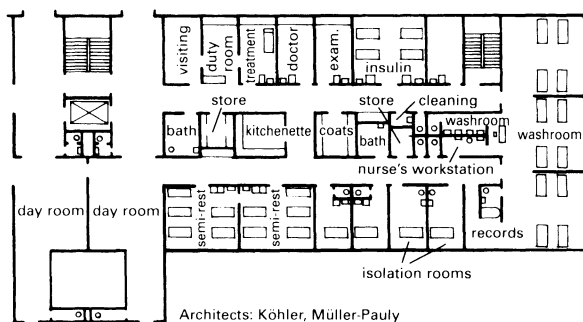 visiting
duty
room
treatment
doctor
exam.
insulin
store
store
cleaning
bath
kitchenette
coats
bath
washroom
washroom
nurse's workstation
day room
day room
semi-rest
semi-rest
records
isolation rooms
Architects: Köhler, Müller-Pauly